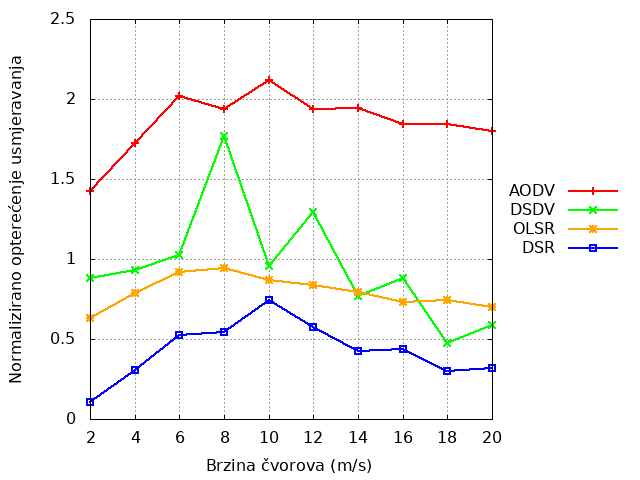 2.5
2
1.5
1
0.5
0
Normalizirano opterećenje usmjeravanja
2 4 6 8 10 12 14 16 18 20
Brzina čvorova (m/s)
AODV
DSDV
OLSR
DSR